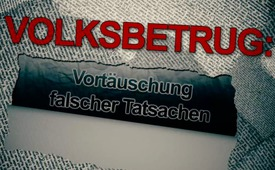 VOLKSBETRUG:
Vortäuschung
falscher Tatsachen